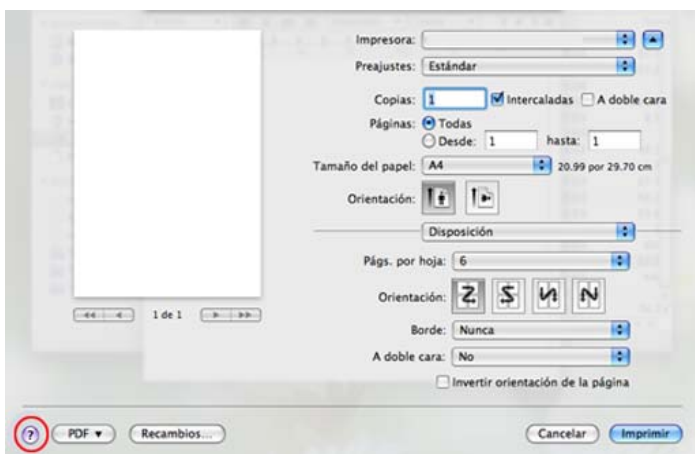 Impresora:
Preajustes: Estándar
Copias: 1 Intercaladas A doble cara
Páginas: Todas
Desde: 1 hasta: 1
Tamaño del papel: A4 20.99 por 29.70 cm
Orientación:
Disposición
Págs. por hoja: 6
Orientación:
1 de 1
Borde: Nunca
A doble cara: No
Invertir orientación de la página
? PDF Recambios... Cancelar Imprimir